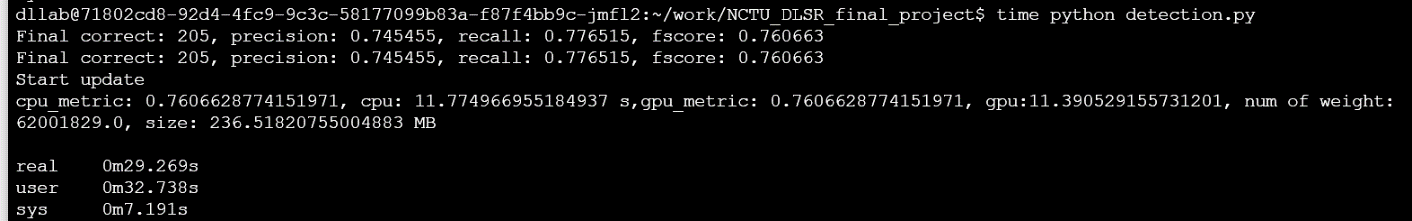 dllab@71802cd8-92d4-4fc9-9c3c-58177099b83a-f87f4bb9c-jmfl2:~/work/NCTU_DLSR_final_project$ time python detection.py
Final correct: 205, precision: 0.745455, recall: 0.776515, fscore: 0.760663
Final correct: 205, precision: 0.745455, recall: 0.776515, fscore: 0.760663
Start update
cpu_metric: 0.7606628774151971, cpu: 11.774966955184937 s,gpu_metric: 0.7606628774151971, gpu:11.390529155731201, num of weight:
62001829.0, size: 236.51820755004883 MB
real 0m29.269s
user 0m32.738s
sys 0m7.191s